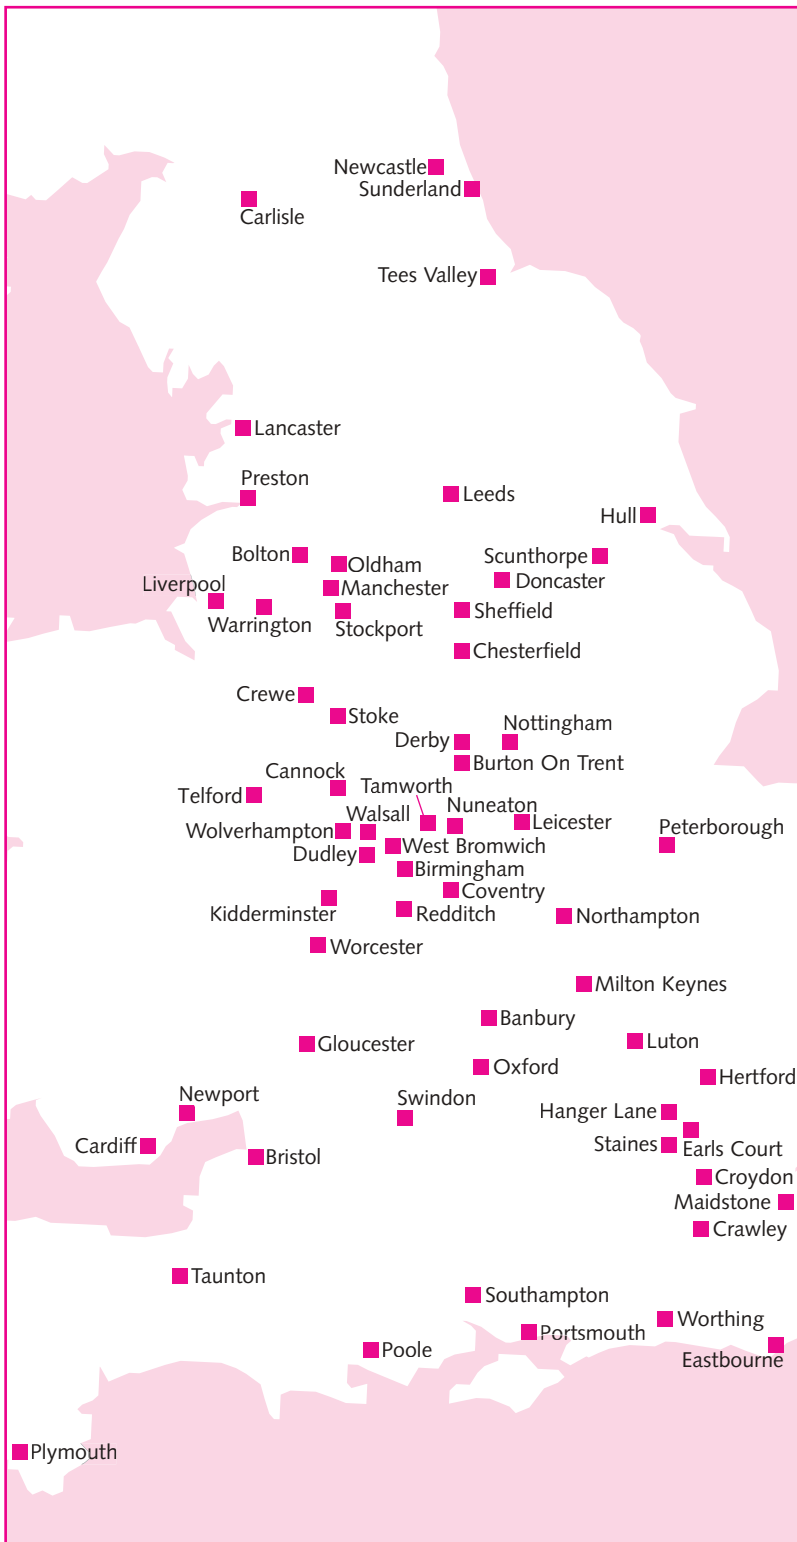 Newcastle
Sunderland
Carlisle
Tees Valley
Lancaster
Preston
Leeds
Hull
Bolton
Oldham
Scunthorpe
Doncaster
Liverpool
Manchester
Warrington
Stockport
Sheffield
Chesterfield
Crewe
Stoke
Nottingham
Derby
Burton On Trent
Cannock
Tamworth
Telford
Walsall
Nuneaton
Leicester
Peterborough
Wolverhampton
West Bromwich
Dudley
Birmingham
Coventry
Kidderminster
Redditch
Northampton
Worcester
Milton Keynes
Banbury
Gloucester
Luton
Oxford
Hertford
Newport
Swindon
Hanger Lane
Cardiff
Staines
Earls Court
Bristol
Croydon
Maidstone
Crawley
Taunton
Southampton
Worthing
Portsmouth
Poole
Eastbourne
Plymouth